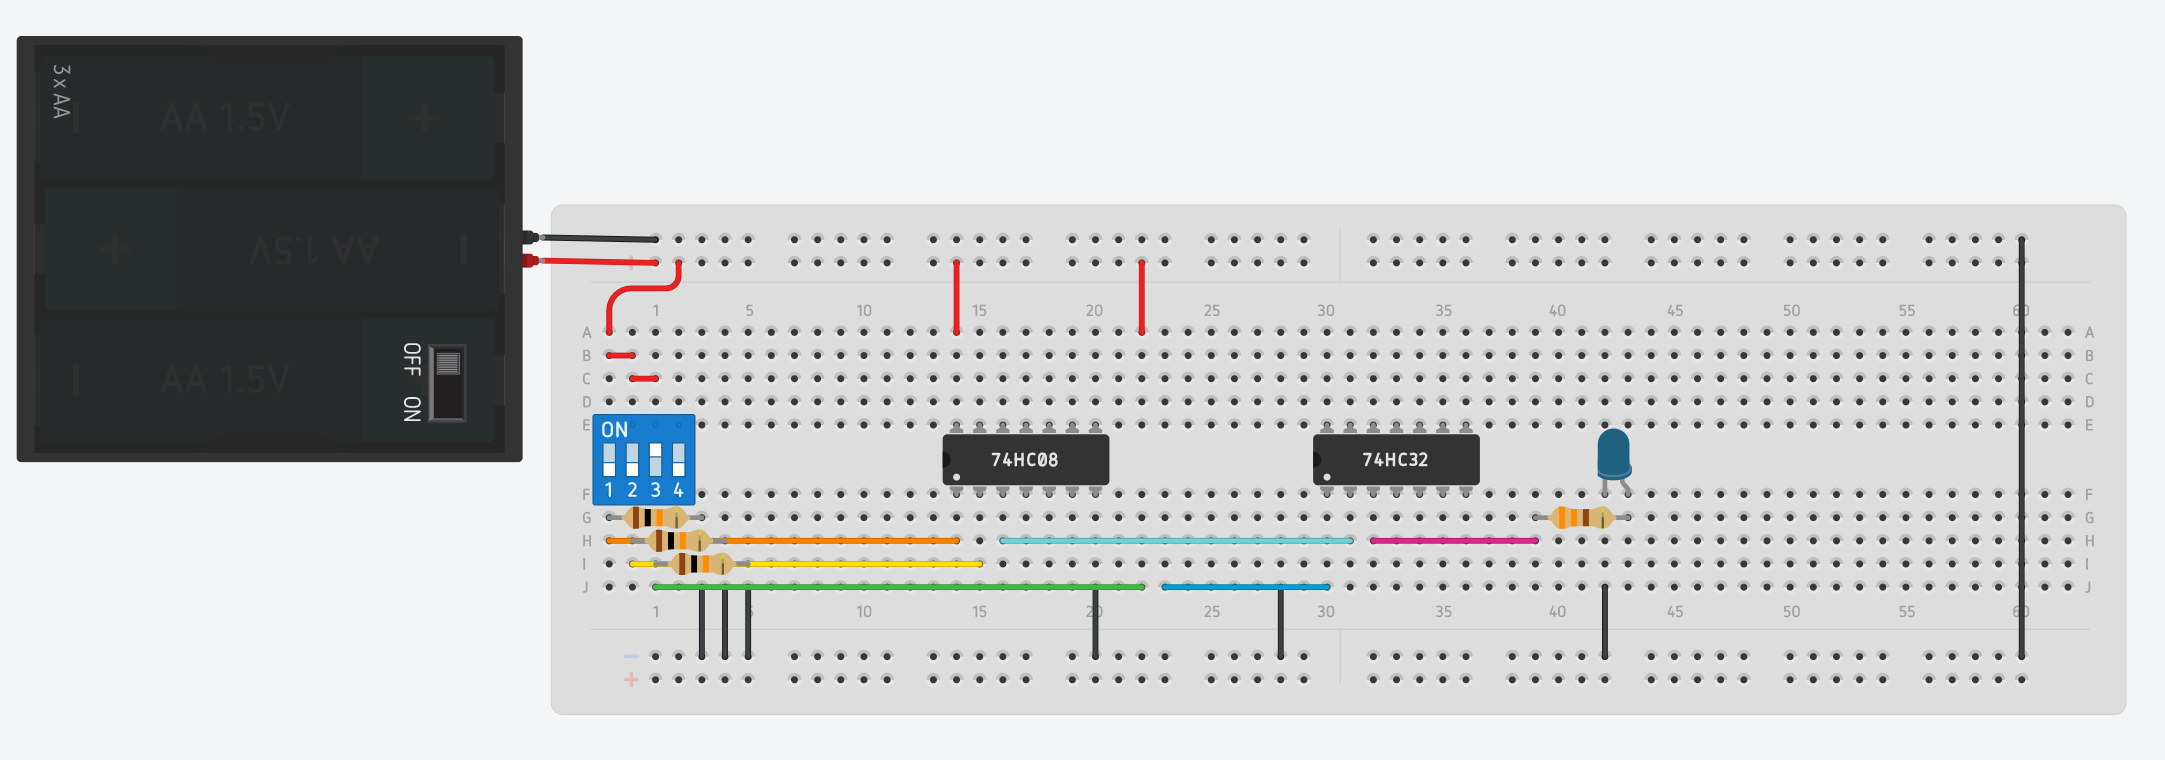 3 x AA
AA 1.5V
+
AA 1.5V
+
AA 1.5V
OFF ON
+
1 5 10 15 20 25 30 35 40 45 50 55 60
A A
B B
C C
D D
E E
ON
1 2 3 4
74HC08
74HC32
F F
G G
H H
I I
J J
1 5 10 15 20 25 30 35 40 45 50 55 60
−
+